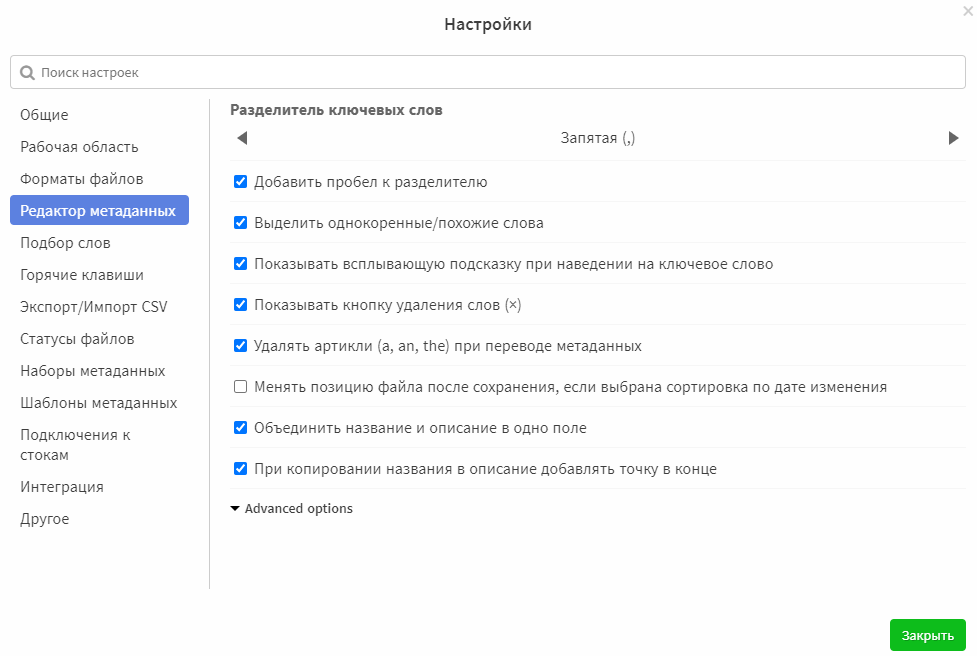 Настройки
Поиск настроек
Общие
Рабочая область
Форматы файлов
Редактор метаданных
Подбор слов
Горячие клавиши
Экспорт/Импорт CSV
Статусы файлов
Наборы метаданных
Шаблоны метаданных
Подключения к
стокам
Интеграция
Другое
Разделитель ключевых слов
Запятая (,)
Добавить пробел к разделителю
Выделить однокоренные/похожие слова
Показывать всплывающую подсказку при наведении на ключевое слово
Показывать кнопку удаления слов (×)
Удалять артикли (a, an, the) при переводе метаданных
Менять позицию файла после сохранения, если выбрана сортировка по дате изменения
Объединить название и описание в одно поле
При копировании названия в описание добавлять точку в конце
Advanced options
Закрыть